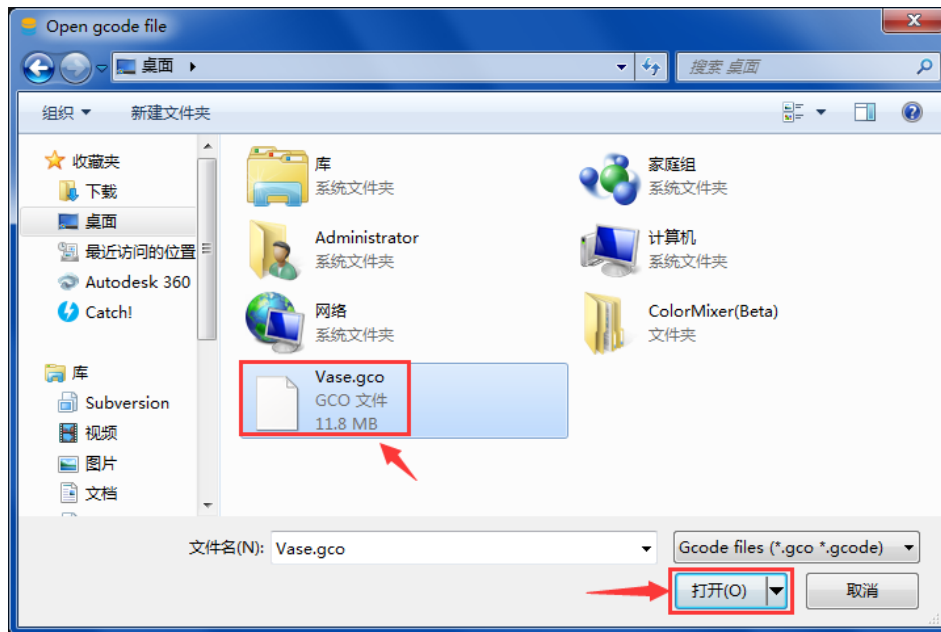 Open gcode file
桌面
搜索 桌面
组织
新建文件夹
收藏夹
下载
桌面
最近访问的位置
Autodesk 360
Catch!
库
Subversion
视频
图片
文档
库
系统文件夹
家庭组
系统文件夹
Administrator
系统文件夹
计算机
系统文件夹
网络
系统文件夹
ColorMixer(Beta)
文件夹
Vase.gco
GCO 文件
11.8 MB
文件名(N):
Vase.gco
Gcode files (*.gco *.gcode)
打开(O)
取消